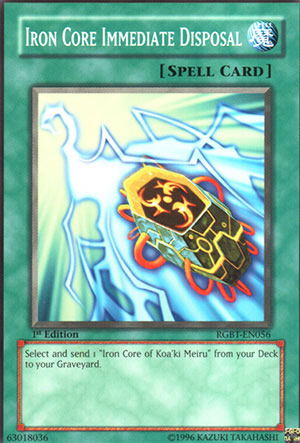 IRON CORE IMMEDIATE DISPOSAL 魔
[SPELL CARD]
1st Edition
RGBT-EN056
Select and send 1 "Iron Core of Koa'ki Meiru" from your Deck
to your Graveyard.
63018036
©1996 KAZUKI TAKAHASHI